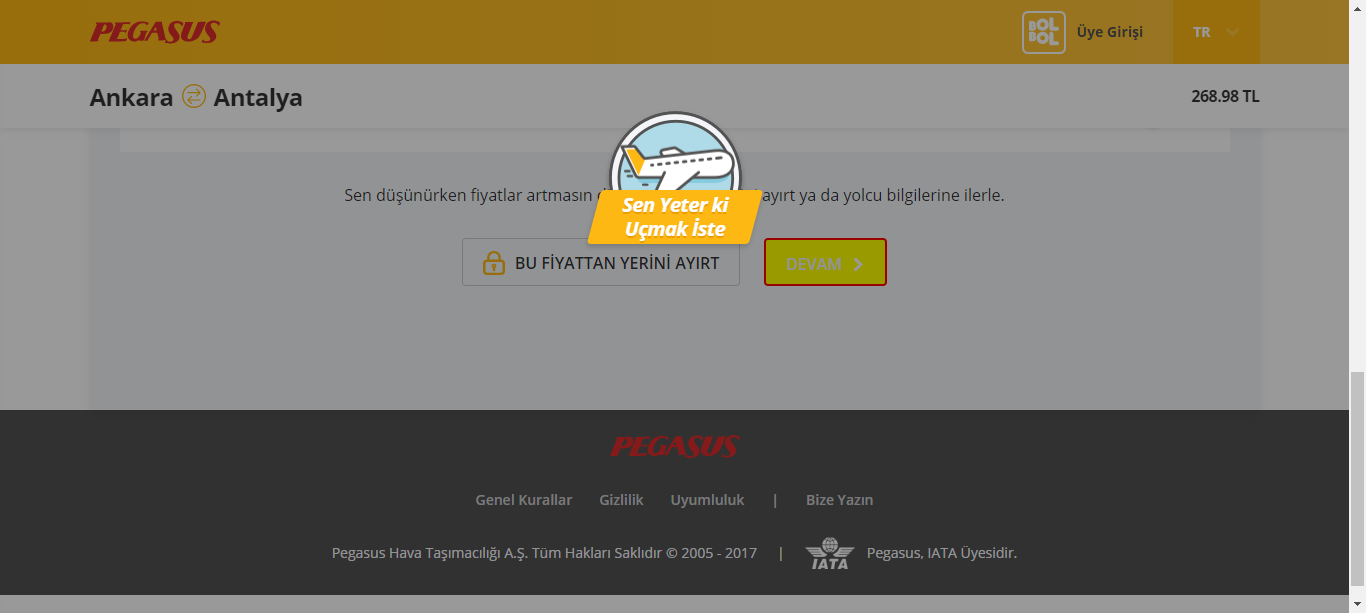 PEGASUS
BOL BOL
Üye Girişi
TR
Ankara Antalya
268.98 TL
Sen düşünürken fiyatlar artmasın ayırt ya da yolcu bilgilerine ilerle.
Sen Yeter ki
Uçmak İste
BU FİYATTAN YERİNİ AYIRT
DEVAM
PEGASUS
Genel Kurallar Gizlilik Uyumluluk | Bize Yazın
Pegasus Hava Taşımacılığı A.Ş. Tüm Hakları Saklıdır © 2005 - 2017 | IATA Pegasus, IATA Üyesidir.